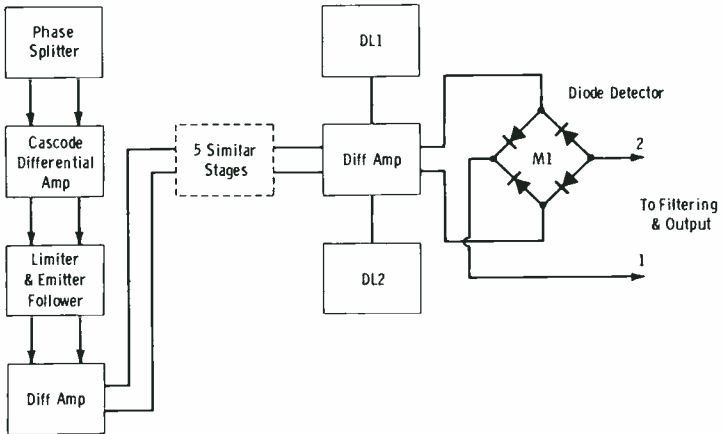 Phase
Splitter
Cascode
Differential
Amp
Limiter
& Emitter
Follower
Diff Amp
5 Similar
Stages
DL1
Diff Amp
DL2
M1
Diode Detector
2
To Filtering
& Output
1